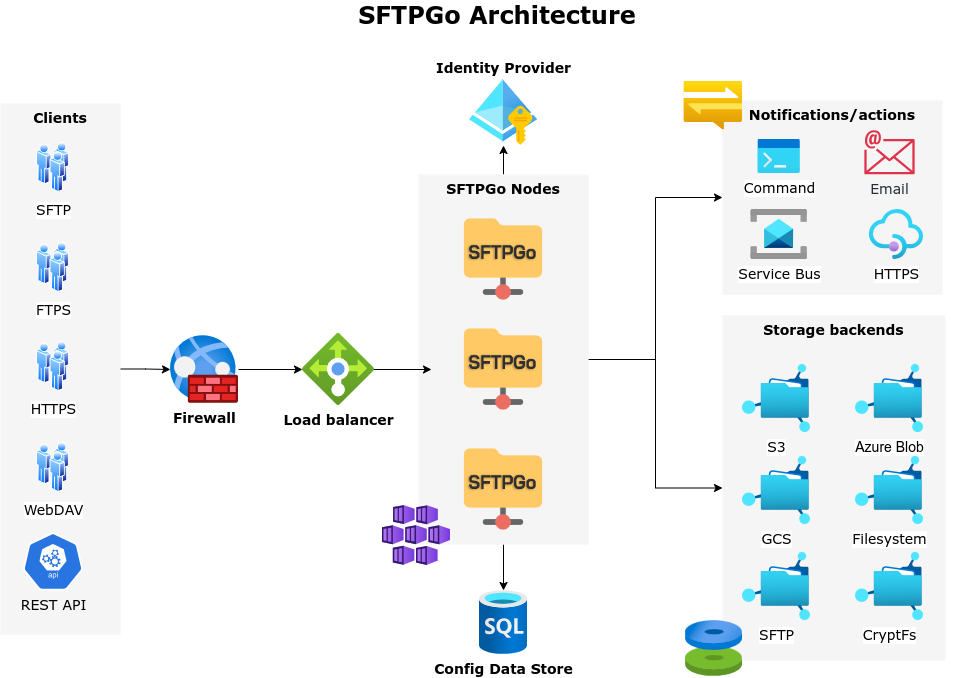 SFTPGo Architecture
Clients
SFTP
FTPS
HTTPS
WebDAV
api
REST API
Firewall
Load balancer
Identity Provider
SFTPGo Nodes
SFTPGo
SFTPGo
SFTPGo
SQL
Config Data Store
Notifications/actions
>_
Command
@
Email
Service Bus
HTTPS
Storage backends
S3
Azure Blob
GCS
Filesystem
SFTP
CryptFs